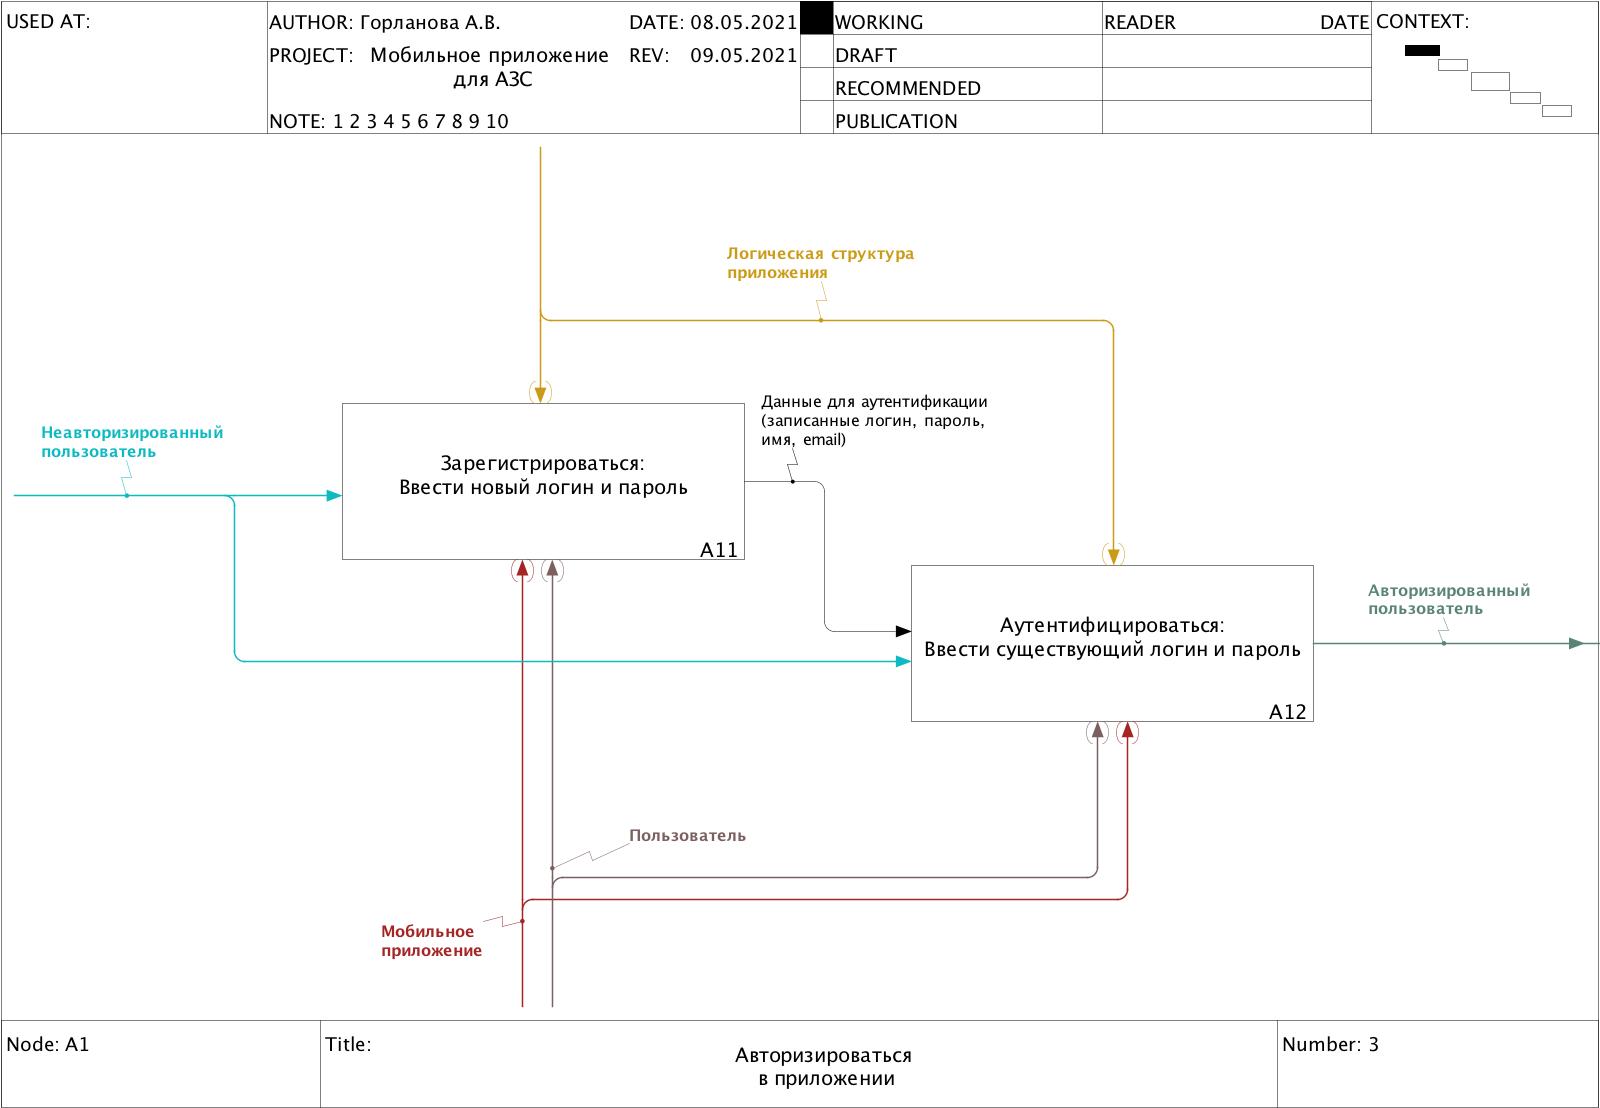 USED AT:
AUTHOR: Горланова А.В.
DATE: 08.05.2021
PROJECT: Мобильное приложение
для АЗС
REV: 09.05.2021
NOTE: 1 2 3 4 5 6 7 8 9 10
WORKING
DRAFT
RECOMMENDED
PUBLICATION
READER
DATE
CONTEXT:
Логическая структура
приложения
Данные для аутентификации
(записанные логин, пароль,
имя, email)
Неавторизированный
пользователь
Зарегистрироваться:
Ввести новый логин и пароль
A11
Авторизированный
пользователь
Аутентифицироваться:
Ввести существующий логин и пароль
A12
Пользователь
Мобильное
приложение
Node: A1
Title:
Авторизироваться
в приложении
Number: 3